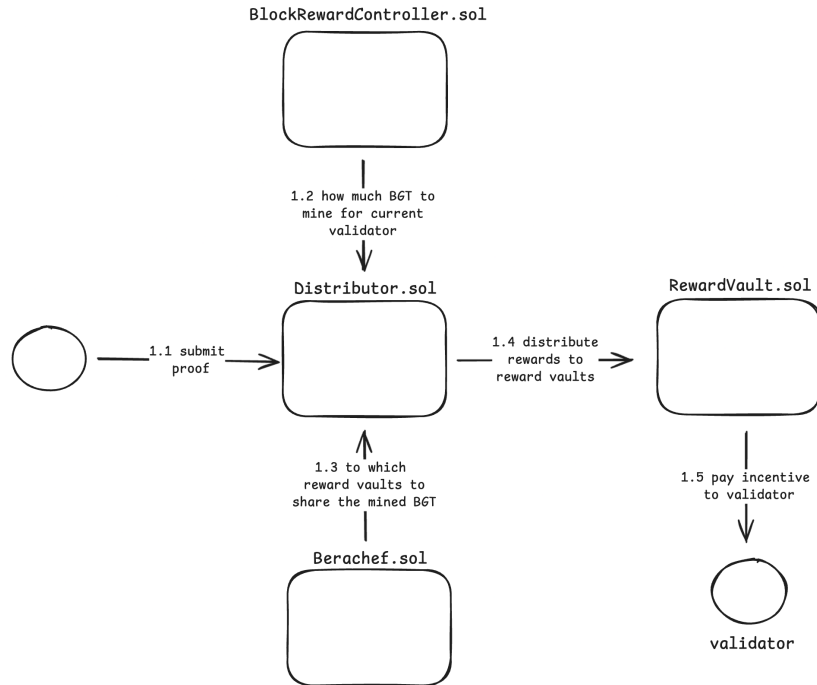 BlockRewardController.sol
1.2 how much BGT to
mine for current
validator
Distributor.sol
RewardVault.sol
1.1 submit
proof
1.4 distribute
rewards to
reward vaults
1.3 to which
reward vaults to
share the mined BGT
1.5 pay incentive
to validator
Berachef.sol
validator